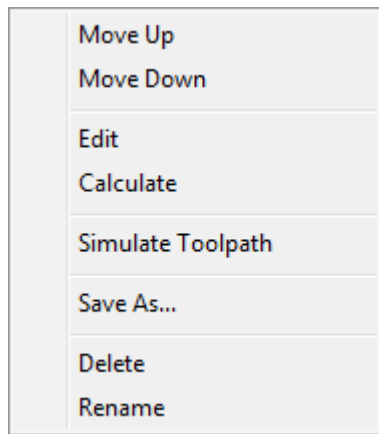 Move Up
Move Down
Edit
Calculate
Simulate Toolpath
Save As...
Delete
Rename